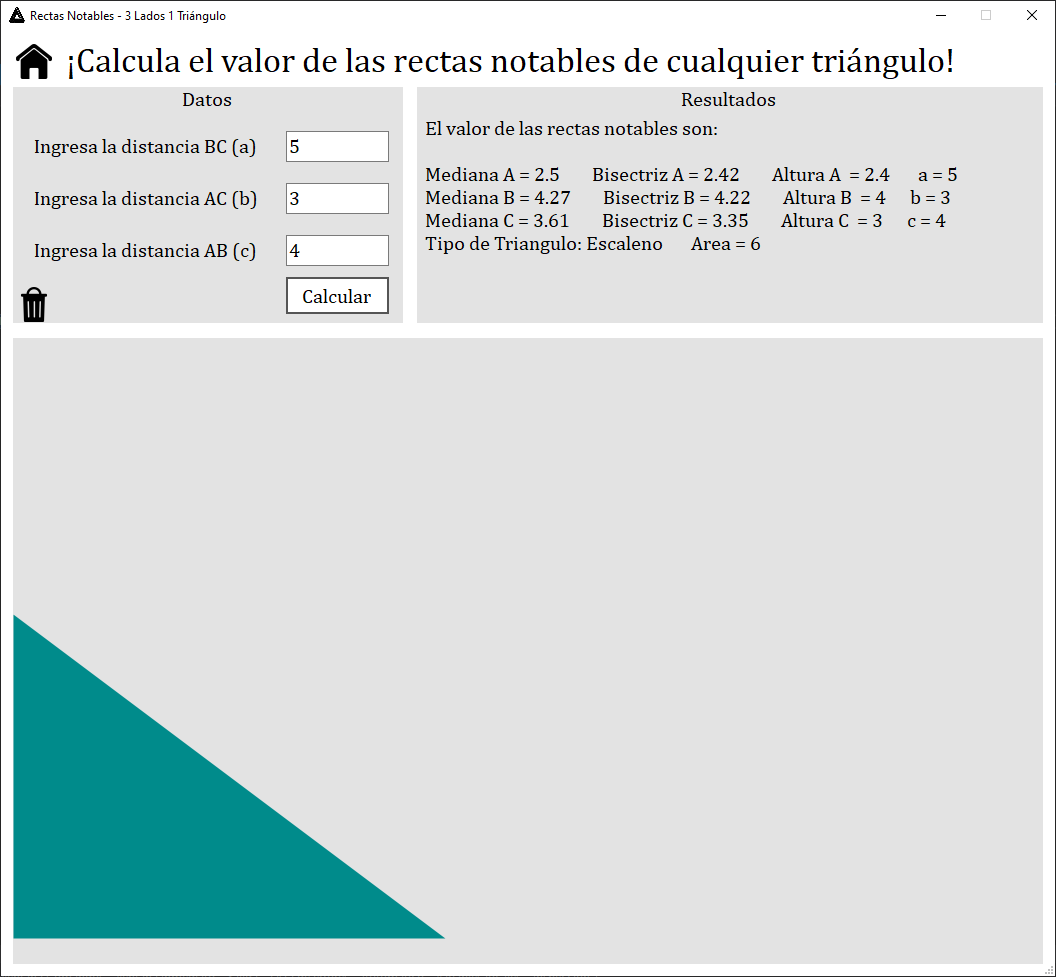 Rectas Notables - 3 Lados 1 Triángulo
¡Calcula el valor de las rectas notables de cualquier triángulo!
Datos
Ingresa la distancia BC (a) 5
Ingresa la distancia AC (b) 3
Ingresa la distancia AB (c) 4
Calcular
Resultados
El valor de las rectas notables son:
Mediana A = 2.5 Bisectriz A = 2.42 Altura A = 2.4 a = 5
Mediana B = 4.27 Bisectriz B = 4.22 Altura B = 4 b = 3
Mediana C = 3.61 Bisectriz C = 3.35 Altura C = 3 c = 4
Tipo de Triangulo: Escaleno Area = 6